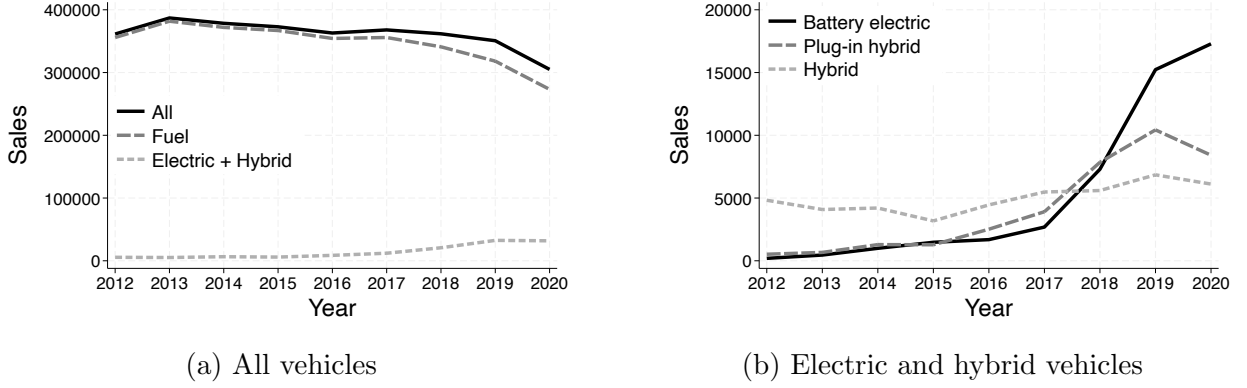 400000
300000
200000
100000
0
Sales
All
Fuel
Electric + Hybrid
2012 2013 2014 2015 2016 2017 2018 2019 2020
Year
(a) All vehicles
20000
15000
10000
5000
0
Sales
Battery electric
Plug-in hybrid
Hybrid
2012 2013 2014 2015 2016 2017 2018 2019 2020
Year
(b) Electric and hybrid vehicles